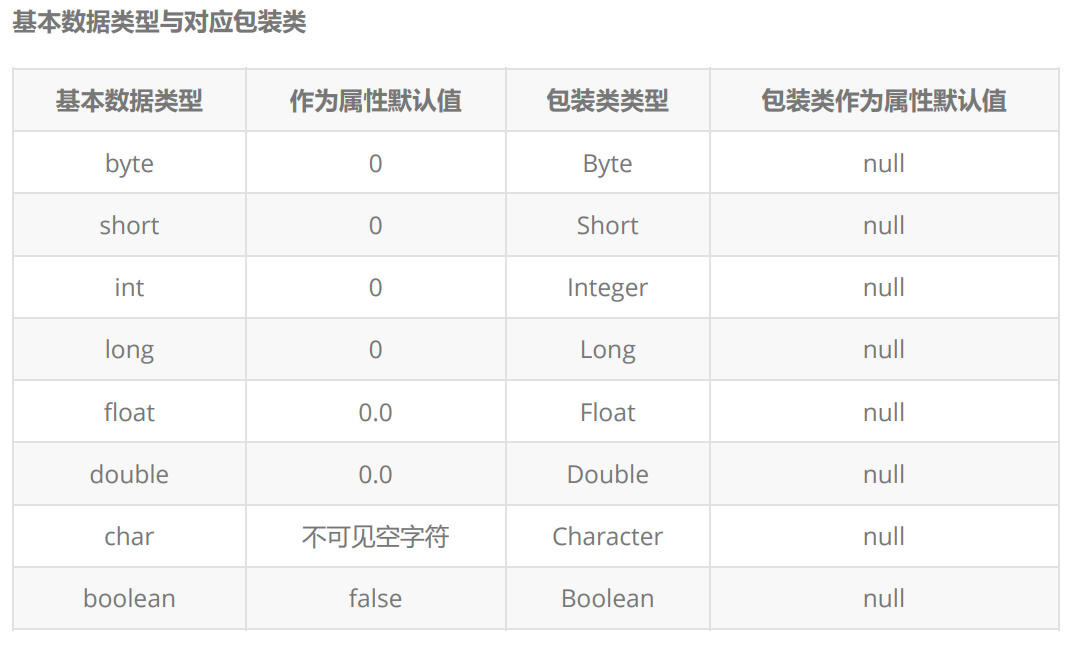 基本数据类型与对应包装类
基本数据类型 作为属性默认值 包装类类型 包装类作为属性默认值
byte 0 Byte null
short 0 Short null
int 0 Integer null
long 0 Long null
float 0.0 Float null
double 0.0 Double null
char 不可见空字符 Character null
boolean false Boolean null